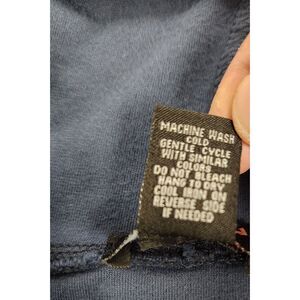 MACHINE WASH
COLD
GENTLE CYCLE
WITH SIMILAR
COLORS
DO NOT BLEACH
HANG TO DRY
COOL IRON ON
REVERSE SIDE
IF NEEDED